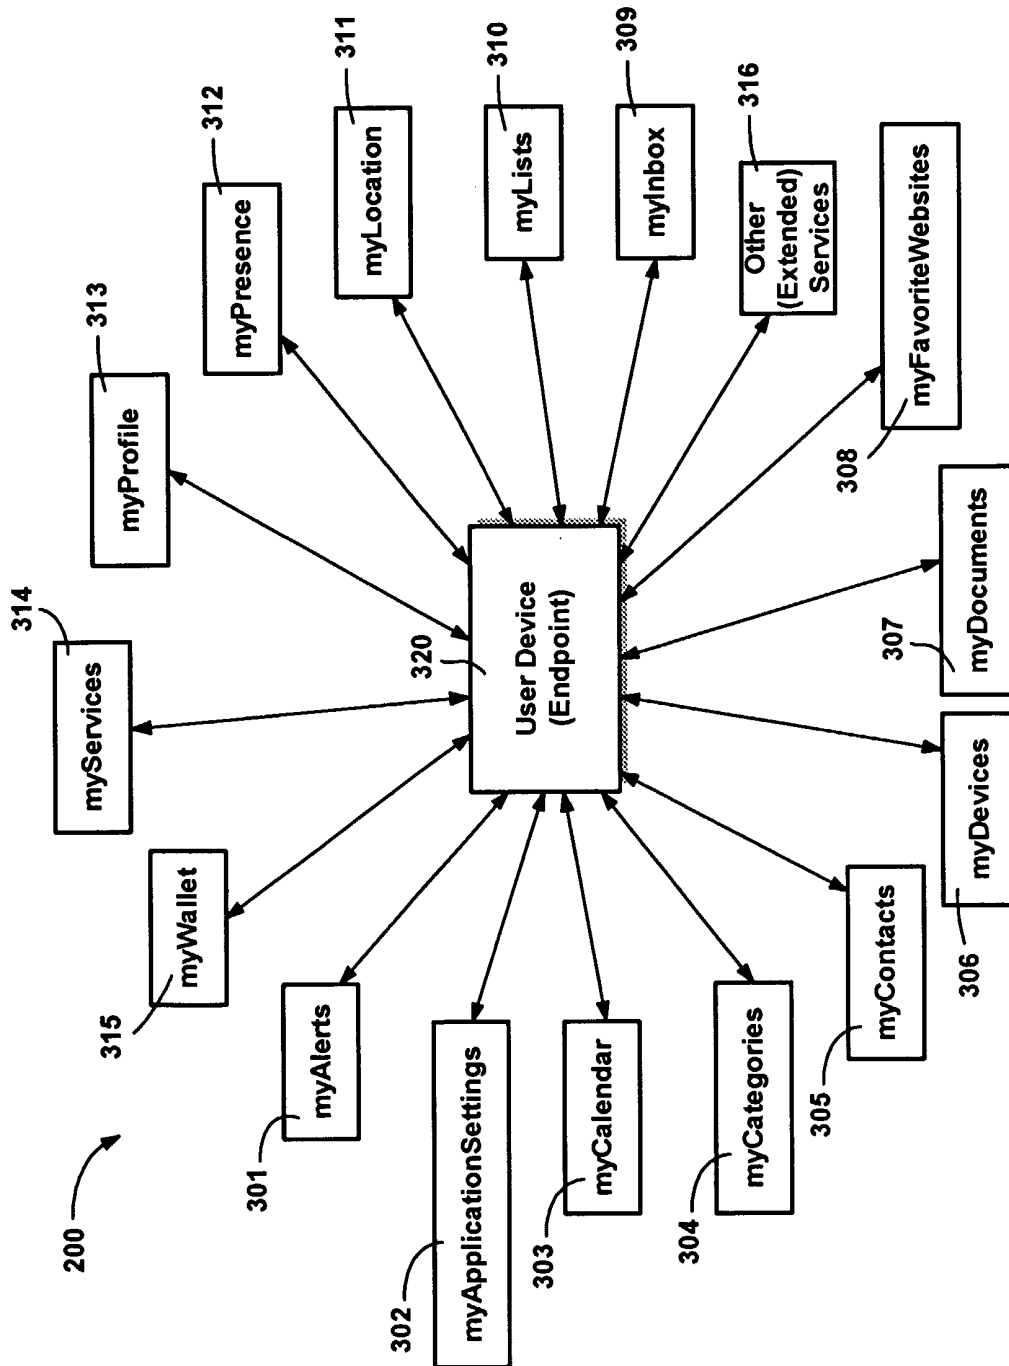 314
myServices
200
313
myProfile
315
myWallet
312
myPresence
301
myAlerts
311
myLocation
302
myApplicationSettings
320
User Device
(Endpoint)
310
myLists
303
myCalendar
309
myInbox
304
myCategories
316
Other
(Extended)
Services
305
myContacts
308
myFavoriteWebsites
306
myDevices
307
myDocuments